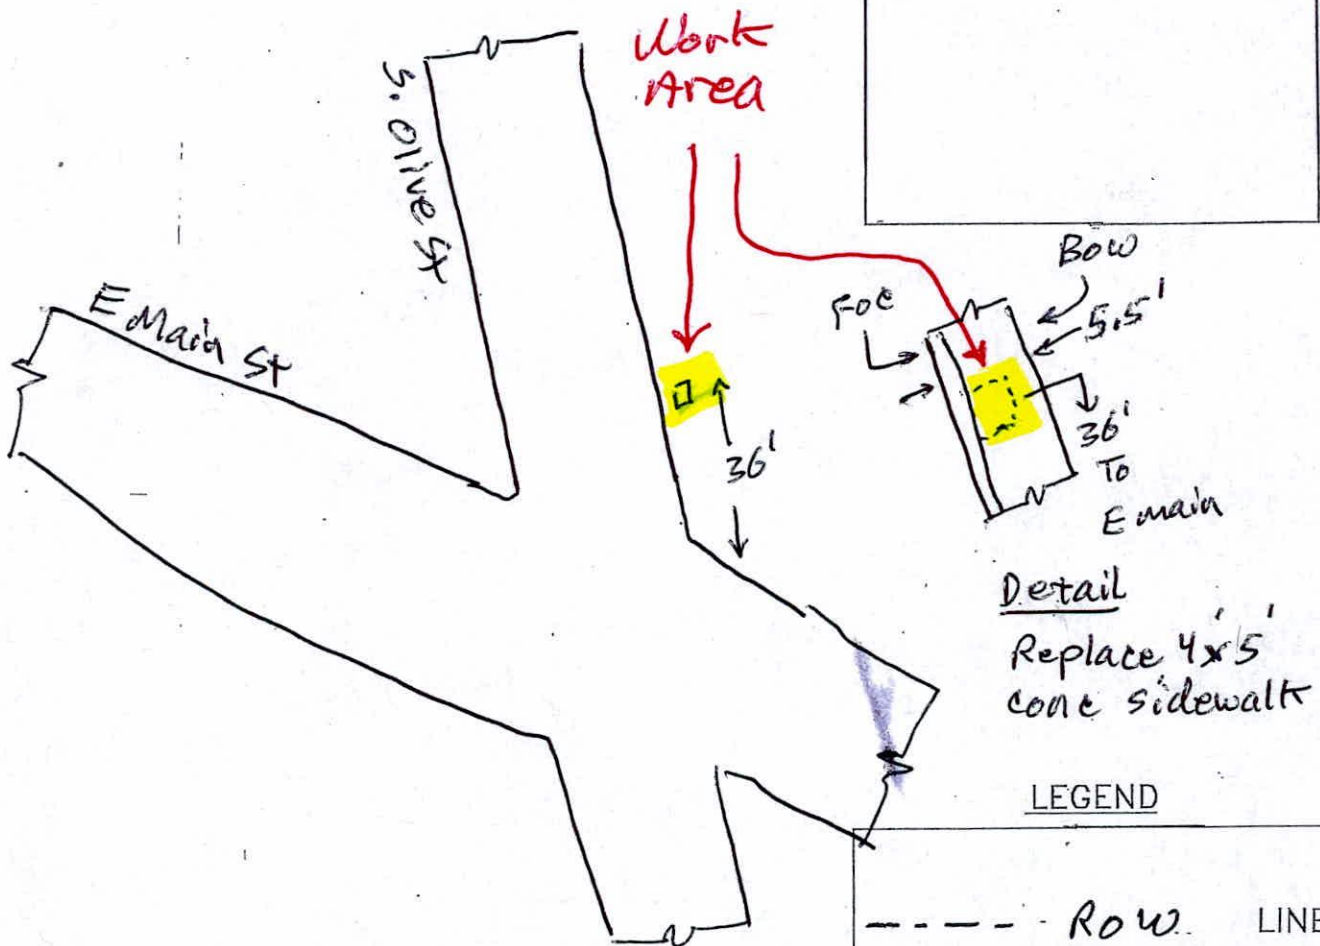 Work
Area
S. Olive St
E Main St
36'
FOC
BOW
5.5'
36'
To
E main
Detail
Replace 4'x5'
conc sidewalk
LEGEND
ROW LINE